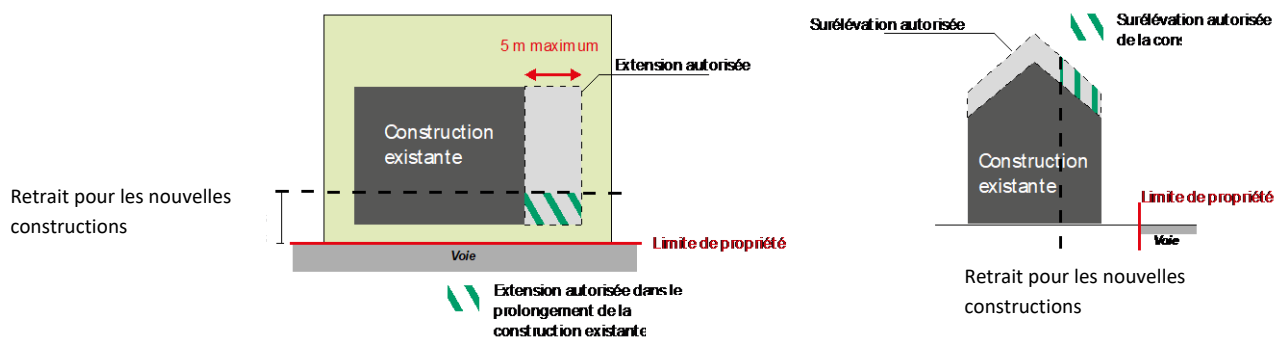 5 m maximum
Extension autorisée
Construction
existante
Retrait pour les nouvelles
constructions
Limite de propriété
Voie
Extension autorisée dans le
prolongement de la
construction existante
Surélévation autorisée
Surélévation autorisée
de la cons
Construction
existante
Limite de propriété
Voie
Retrait pour les nouvelles
constructions